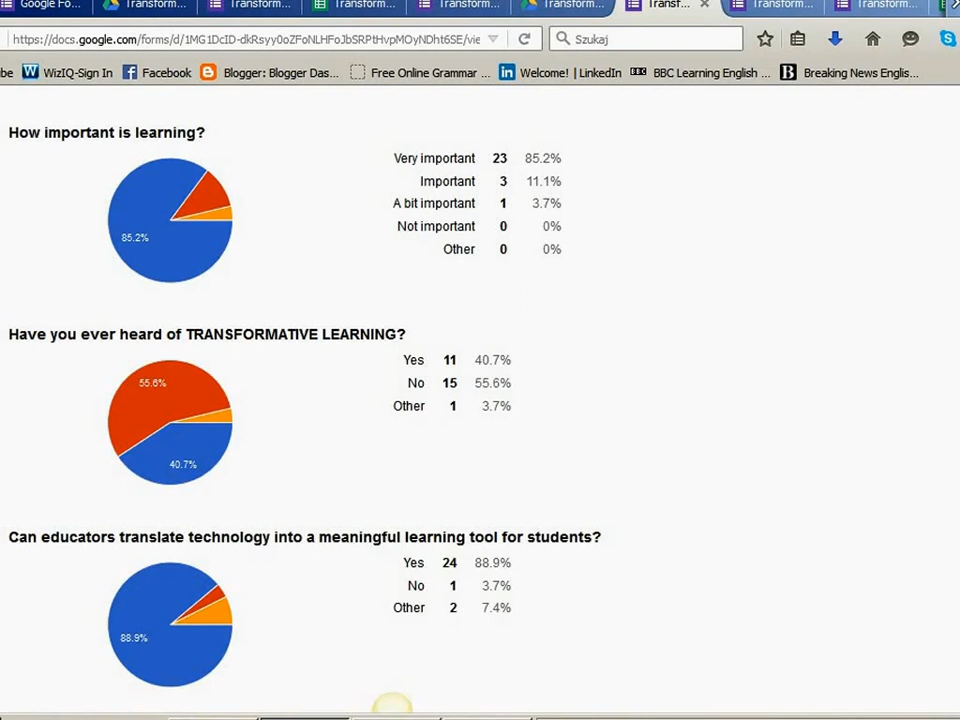 Google Fo...
Transform...
Transform...
Transform...
Transform...
Transform...
Transf...
Transform...
Transform...
https://docs.google.com/forms/d/1MG1DcID-dkRsyy0oZFoNLHFoJbSRPtHvpMOyNDht6SE/vie
Szukaj
be WizIQ-Sign In Facebook Blogger: Blogger Das... Free Online Grammar ... Welcome! | LinkedIn BBC Learning English ... Breaking News Englis...
How important is learning?
85.2%
Very important 23 85.2%
Important 3 11.1%
A bit important 1 3.7%
Not important 0 0%
Other 0 0%
Have you ever heard of TRANSFORMATIVE LEARNING?
55.6%
40.7%
Yes 11 40.7%
No 15 55.6%
Other 1 3.7%
Can educators translate technology into a meaningful learning tool for students?
88.9%
Yes 24 88.9%
No 1 3.7%
Other 2 7.4%